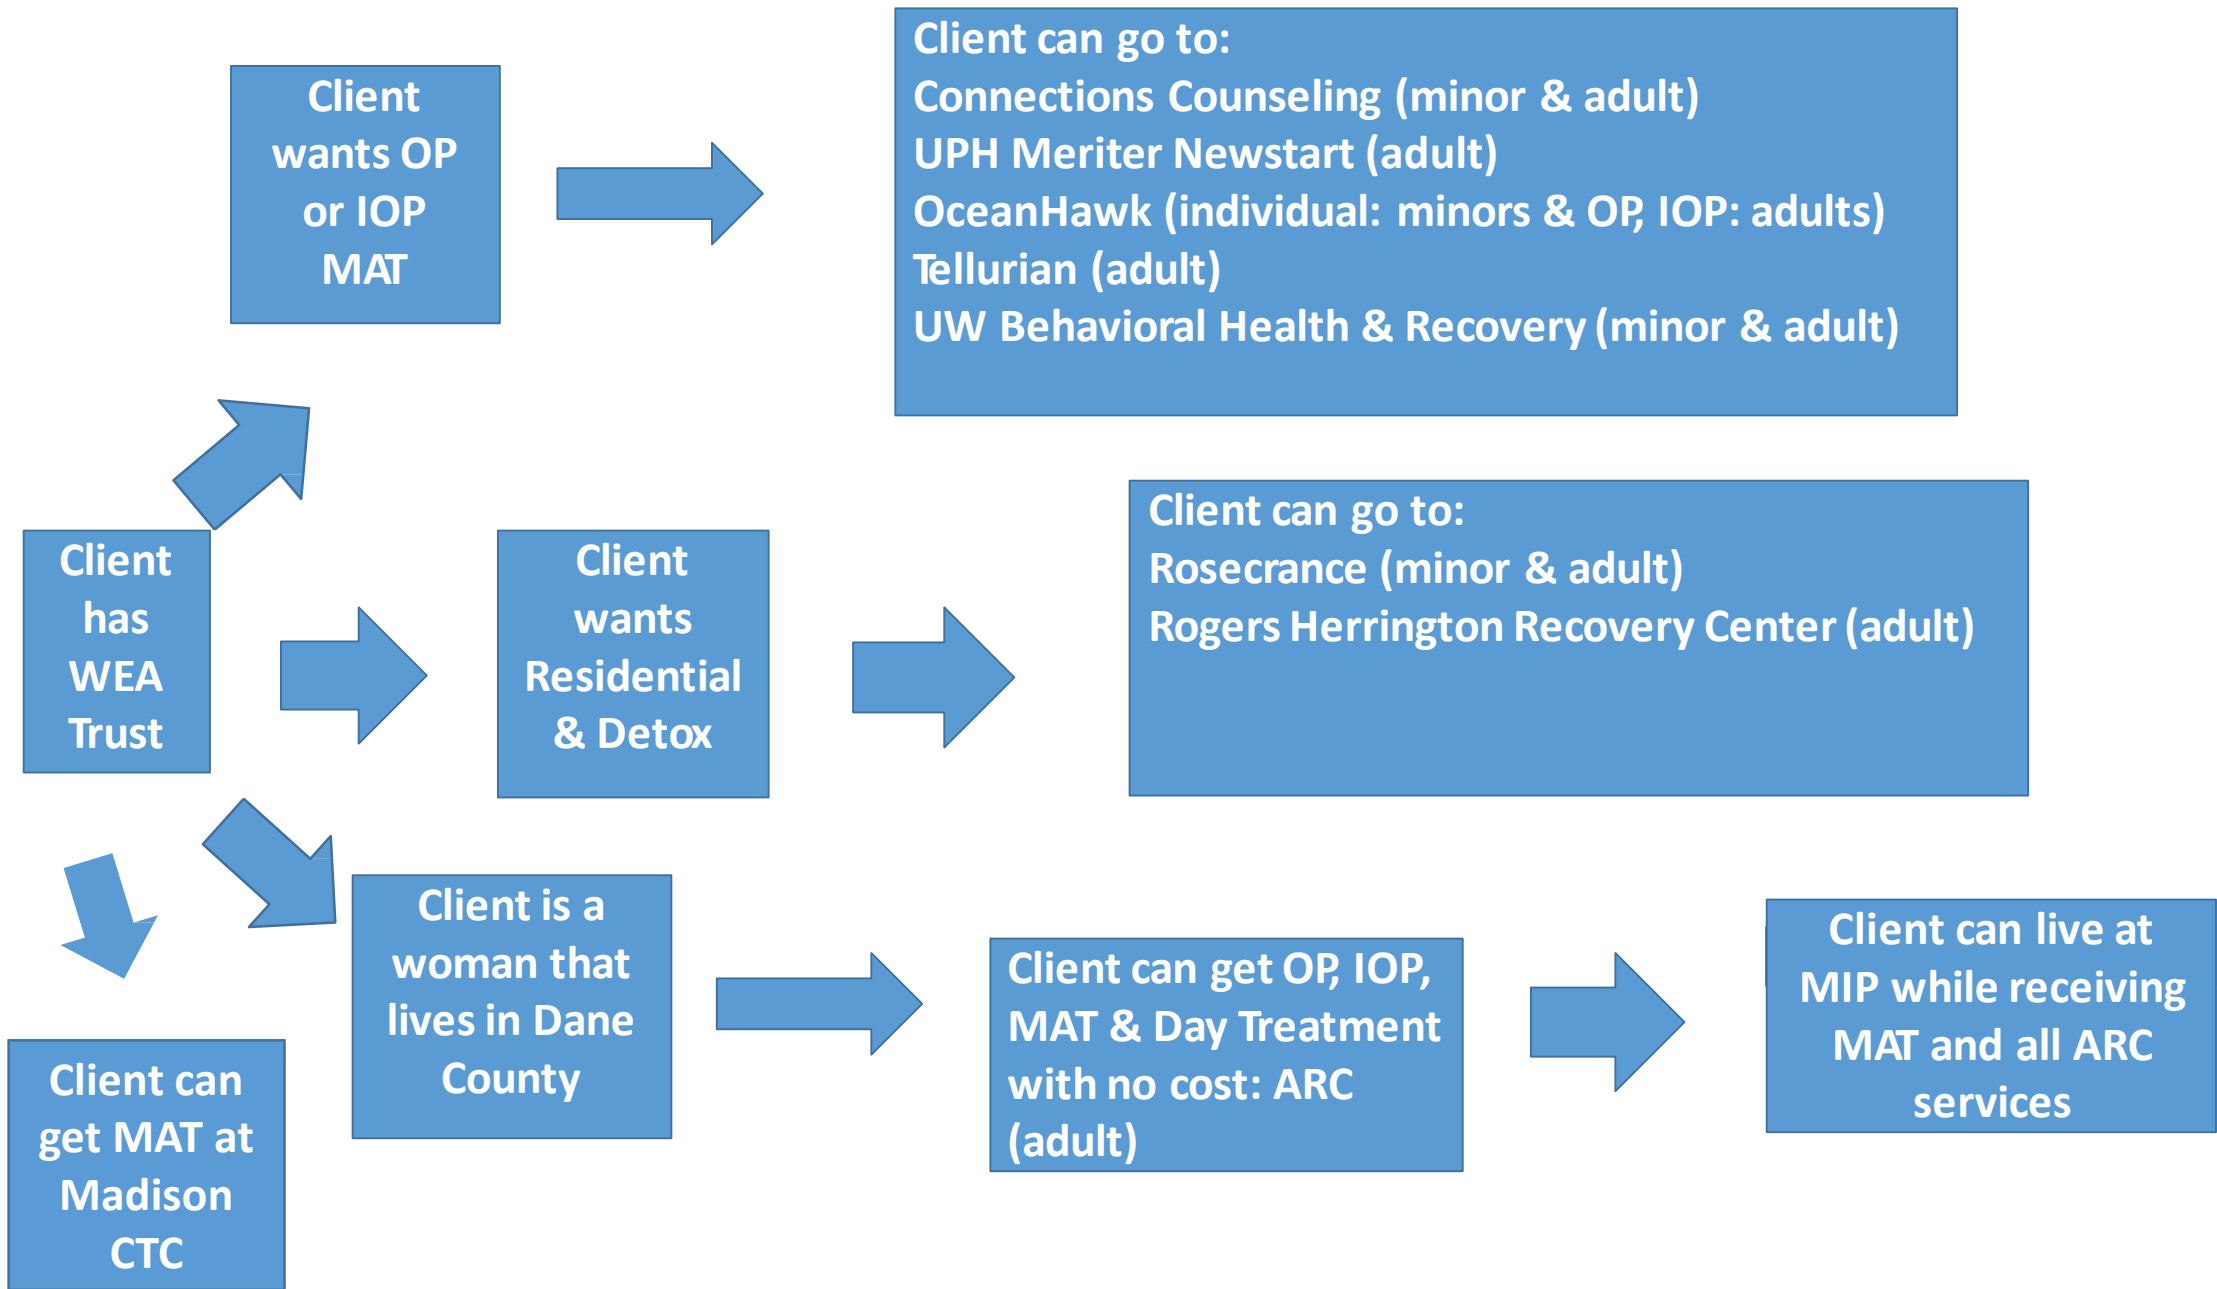 Client
wants OP
or IOP
MAT
Client can go to:
Connections Counseling (minor & adult)
UPH Meriter Newstart (adult)
OceanHawk (individual: minors & OP, IOP: adults)
Tellurian (adult)
UW Behavioral Health & Recovery (minor & adult)
Client
has
WEA
Trust
Client
wants
Residential
& Detox
Client can go to:
Rosecrance (minor & adult)
Rogers Herrington Recovery Center (adult)
Client is a
woman that
lives in Dane
County
Client can get OP, IOP,
MAT & Day Treatment
with no cost: ARC
(adult)
Client can live at
MIP while receiving
MAT and all ARC
services
Client can
get MAT at
Madison
CTC